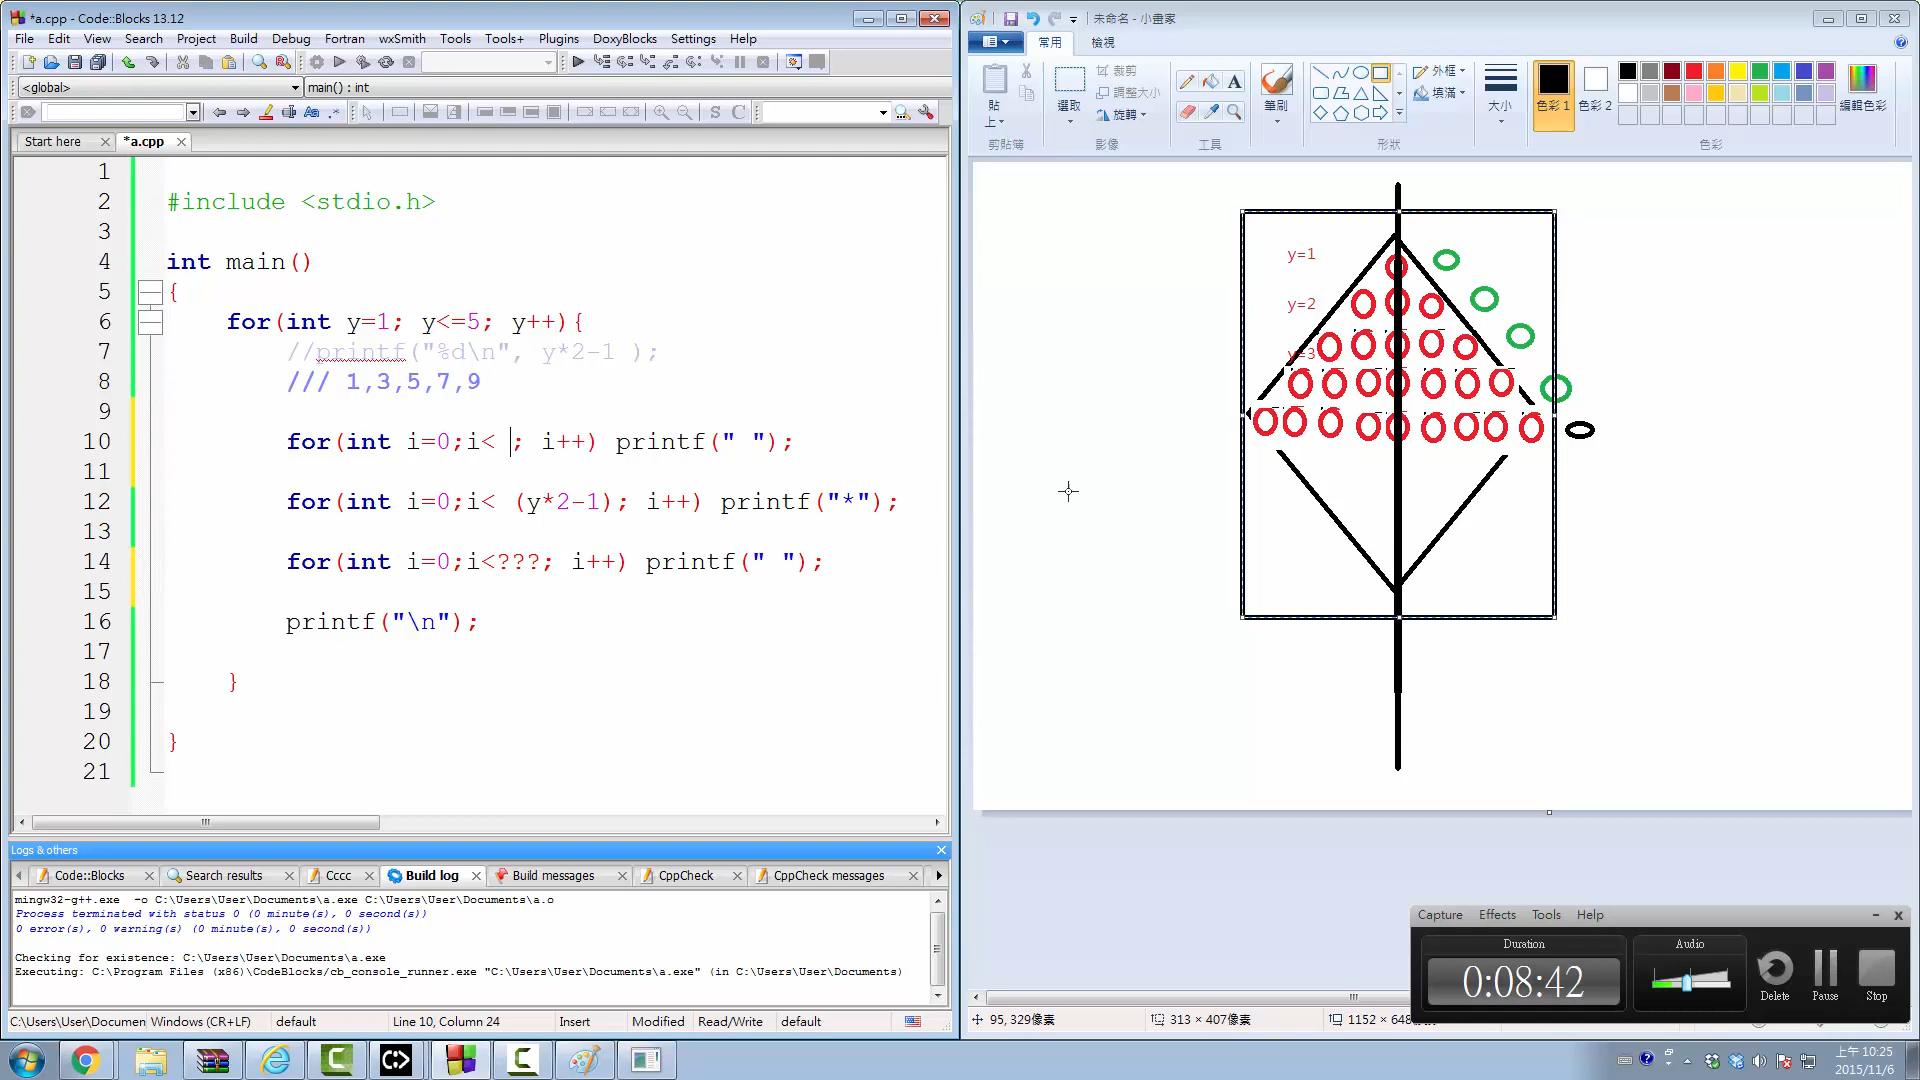 *a.cpp - Code::Blocks 13.12
File Edit View Search Project Build Debug Fortran wxSmith Tools Tools+ Plugins DoxyBlocks Settings Help
<global> main() : int
Start here *a.cpp
1
2 #include <stdio.h>
3
4 int main()
5 {
6 for(int y=1; y<=5; y++){
7 //printf("%d\n", y*2-1 );
8 /// 1,3,5,7,9
9
10 for(int i=0;i< ; i++) printf(" ");
11
12 for(int i=0;i< (y*2-1); i++) printf("*");
13
14 for(int i=0;i<???; i++) printf(" ");
15
16 printf("\n");
17
18 }
19
20 }
21
Logs & others
Code::Blocks Search results Cccc Build log Build messages CppCheck CppCheck messages
mingw32-g++.exe -o C:\Users\User\Documents\a.exe C:\Users\User\Documents\a.o
Process terminated with status 0 (0 minute(s), 0 second(s))
0 error(s), 0 warning(s) (0 minute(s), 0 second(s))
Checking for existence: C:\Users\User\Documents\a.exe
Executing: C:\Program Files (x86)\CodeBlocks/cb_console_runner.exe "C:\Users\User\Documents\a.exe" (in C:\Users\User\Documents)
C:\Users\User\Documen Windows (CR+LF) default Line 10, Column 24 Insert Modified Read/Write default
未命名 - 小畫家
常用 檢視
貼上 選取 裁剪 調整大小 旋轉 筆刷 外框 填滿 大小 色彩 1 色彩 2 編輯色彩
剪貼簿 影像 工具 形狀 色彩
y=1
y=2
y=3
95, 329像素 313 × 407像素 1152 × 648
Capture Effects Tools Help
Duration Audio
0:08:42
Delete Pause Stop
上午 10:25
2015/11/6